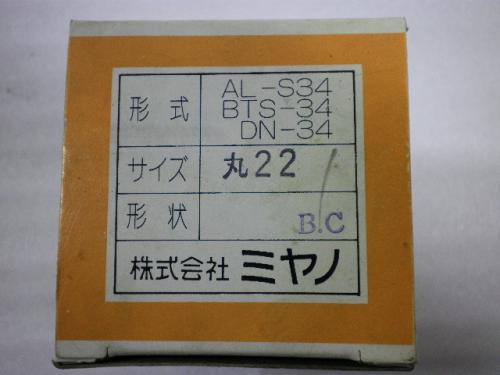 形式 AL-S34
BTS-34
DN-34
サイズ 丸22
形状 B.C
株式会社 ミヤノ